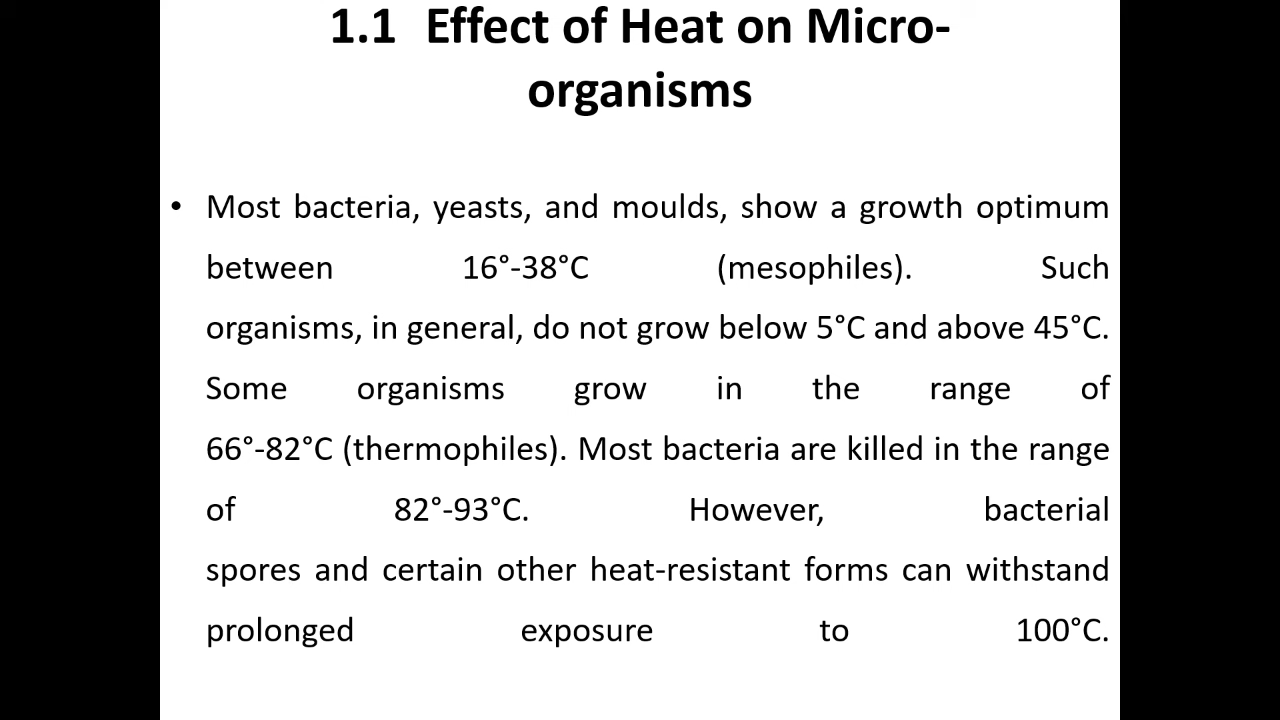 1.1 Effect of Heat on Micro-
organisms
• Most bacteria, yeasts, and moulds, show a growth optimum
between 16°-38°C (mesophiles). Such
organisms, in general, do not grow below 5°C and above 45°C.
Some organisms grow in the range of
66°-82°C (thermophiles). Most bacteria are killed in the range
of 82°-93°C. However, bacterial
spores and certain other heat-resistant forms can withstand
prolonged exposure to 100°C.